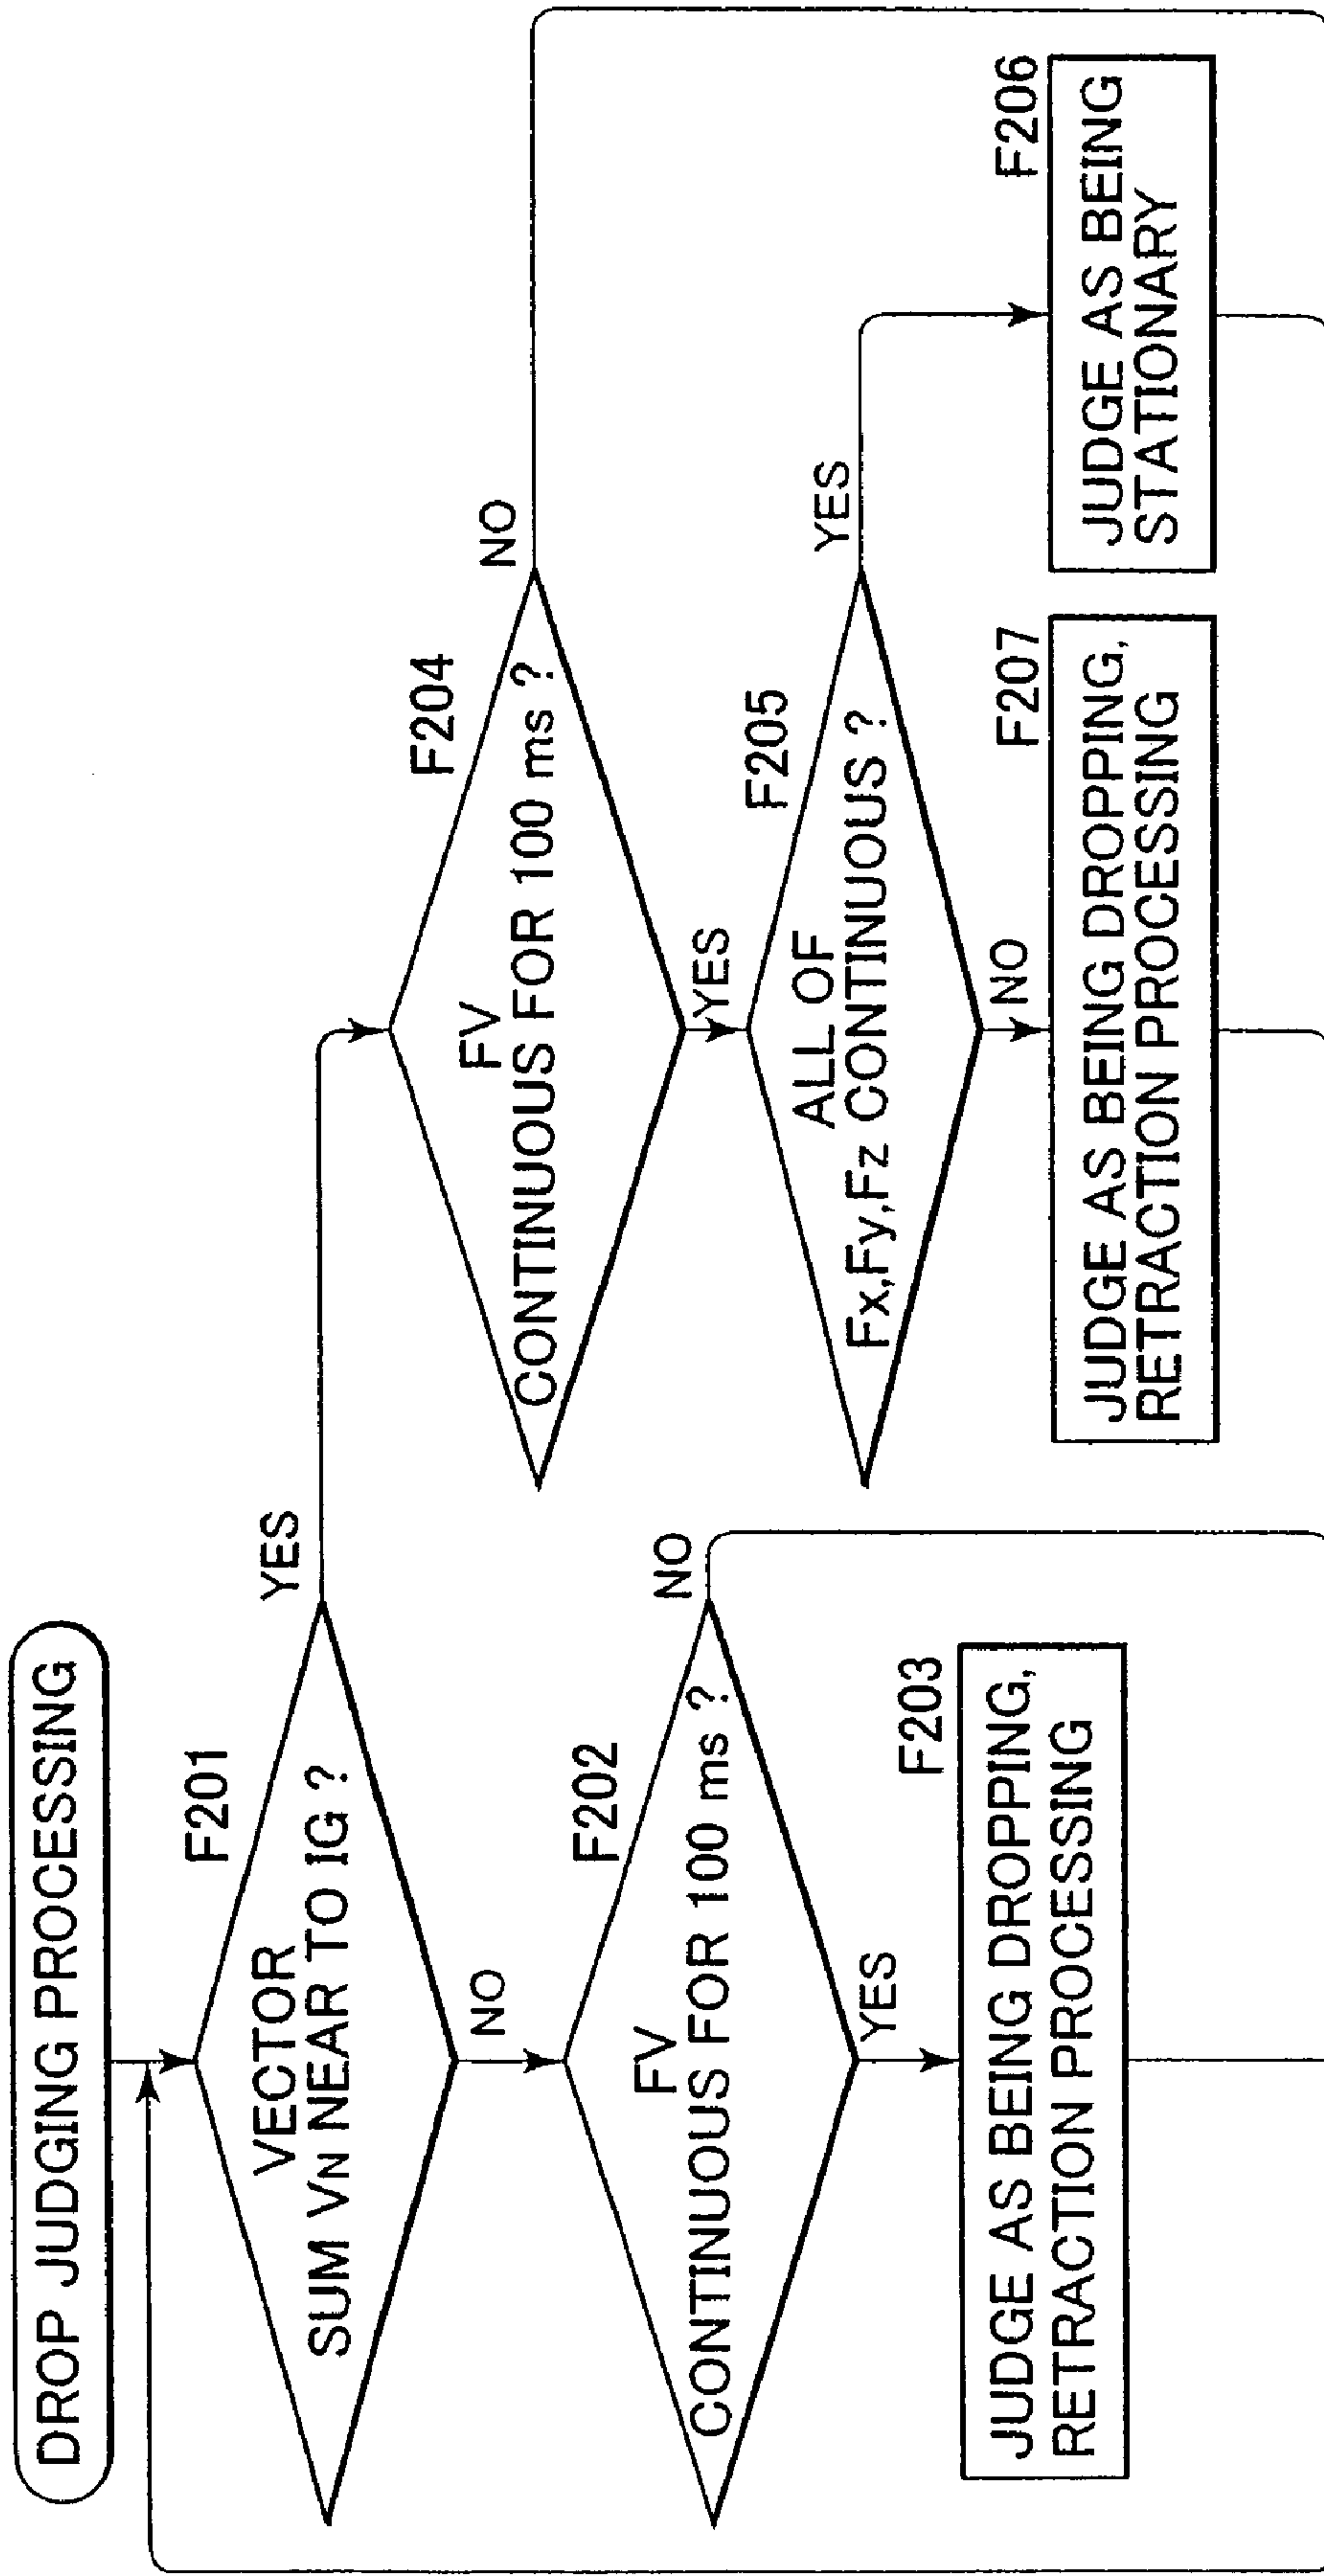 DROP JUDGING PROCESSING
F201
VECTOR
SUM VN NEAR TO IG ?
YES
NO
F202
FV
CONTINUOUS FOR 100 ms ?
NO
YES
F203
JUDGE AS BEING DROPPING,
RETRACTION PROCESSING
F204
FV
CONTINUOUS FOR 100 ms ?
NO
YES
F205
ALL OF
Fx,Fy,Fz CONTINUOUS ?
YES
NO
F207
JUDGE AS BEING DROPPING,
RETRACTION PROCESSING
F206
JUDGE AS BEING
STATIONARY